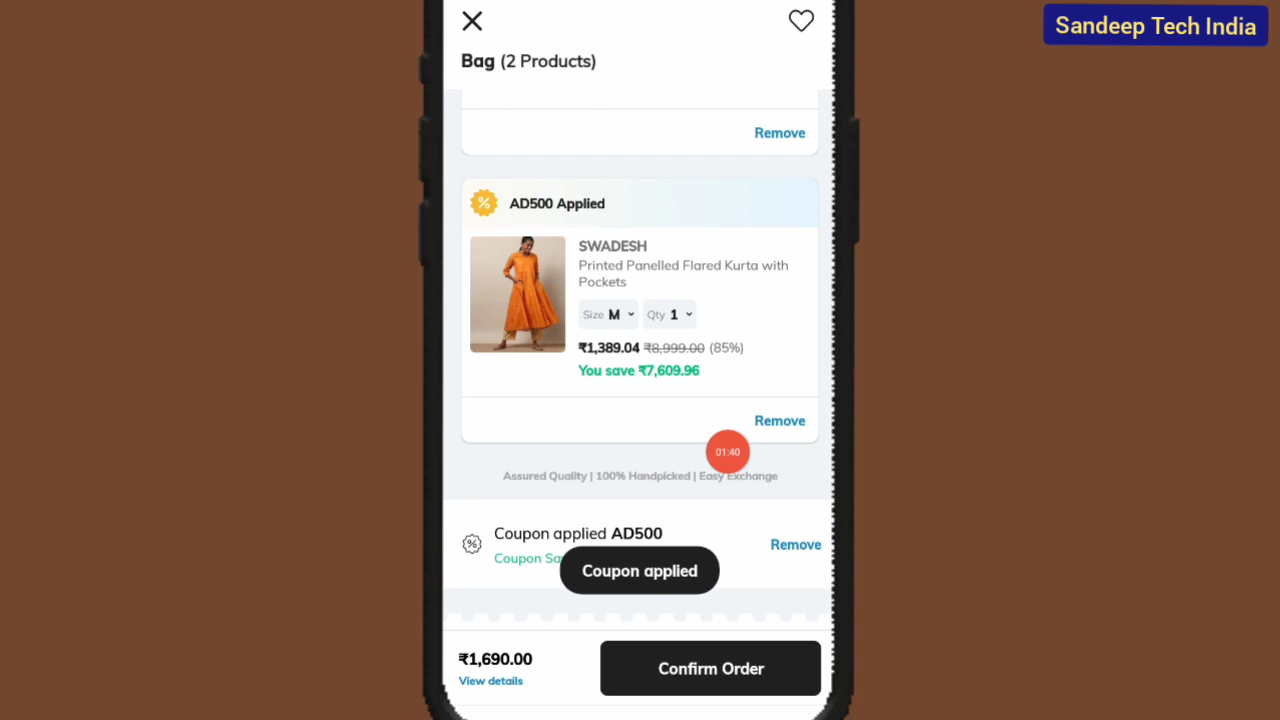 Sandeep Tech India
Bag (2 Products)
Remove
% AD500 Applied
SWADESH
Printed Panelled Flared Kurta with
Pockets
Size M Qty 1
₹1,389.04 ₹8,999.00 (85%)
You save ₹7,609.96
Remove
01:40
Assured Quality | 100% Handpicked | Easy Exchange
Coupon applied AD500
Remove
Coupon
Coupon applied
₹1,690.00
Confirm Order
View details